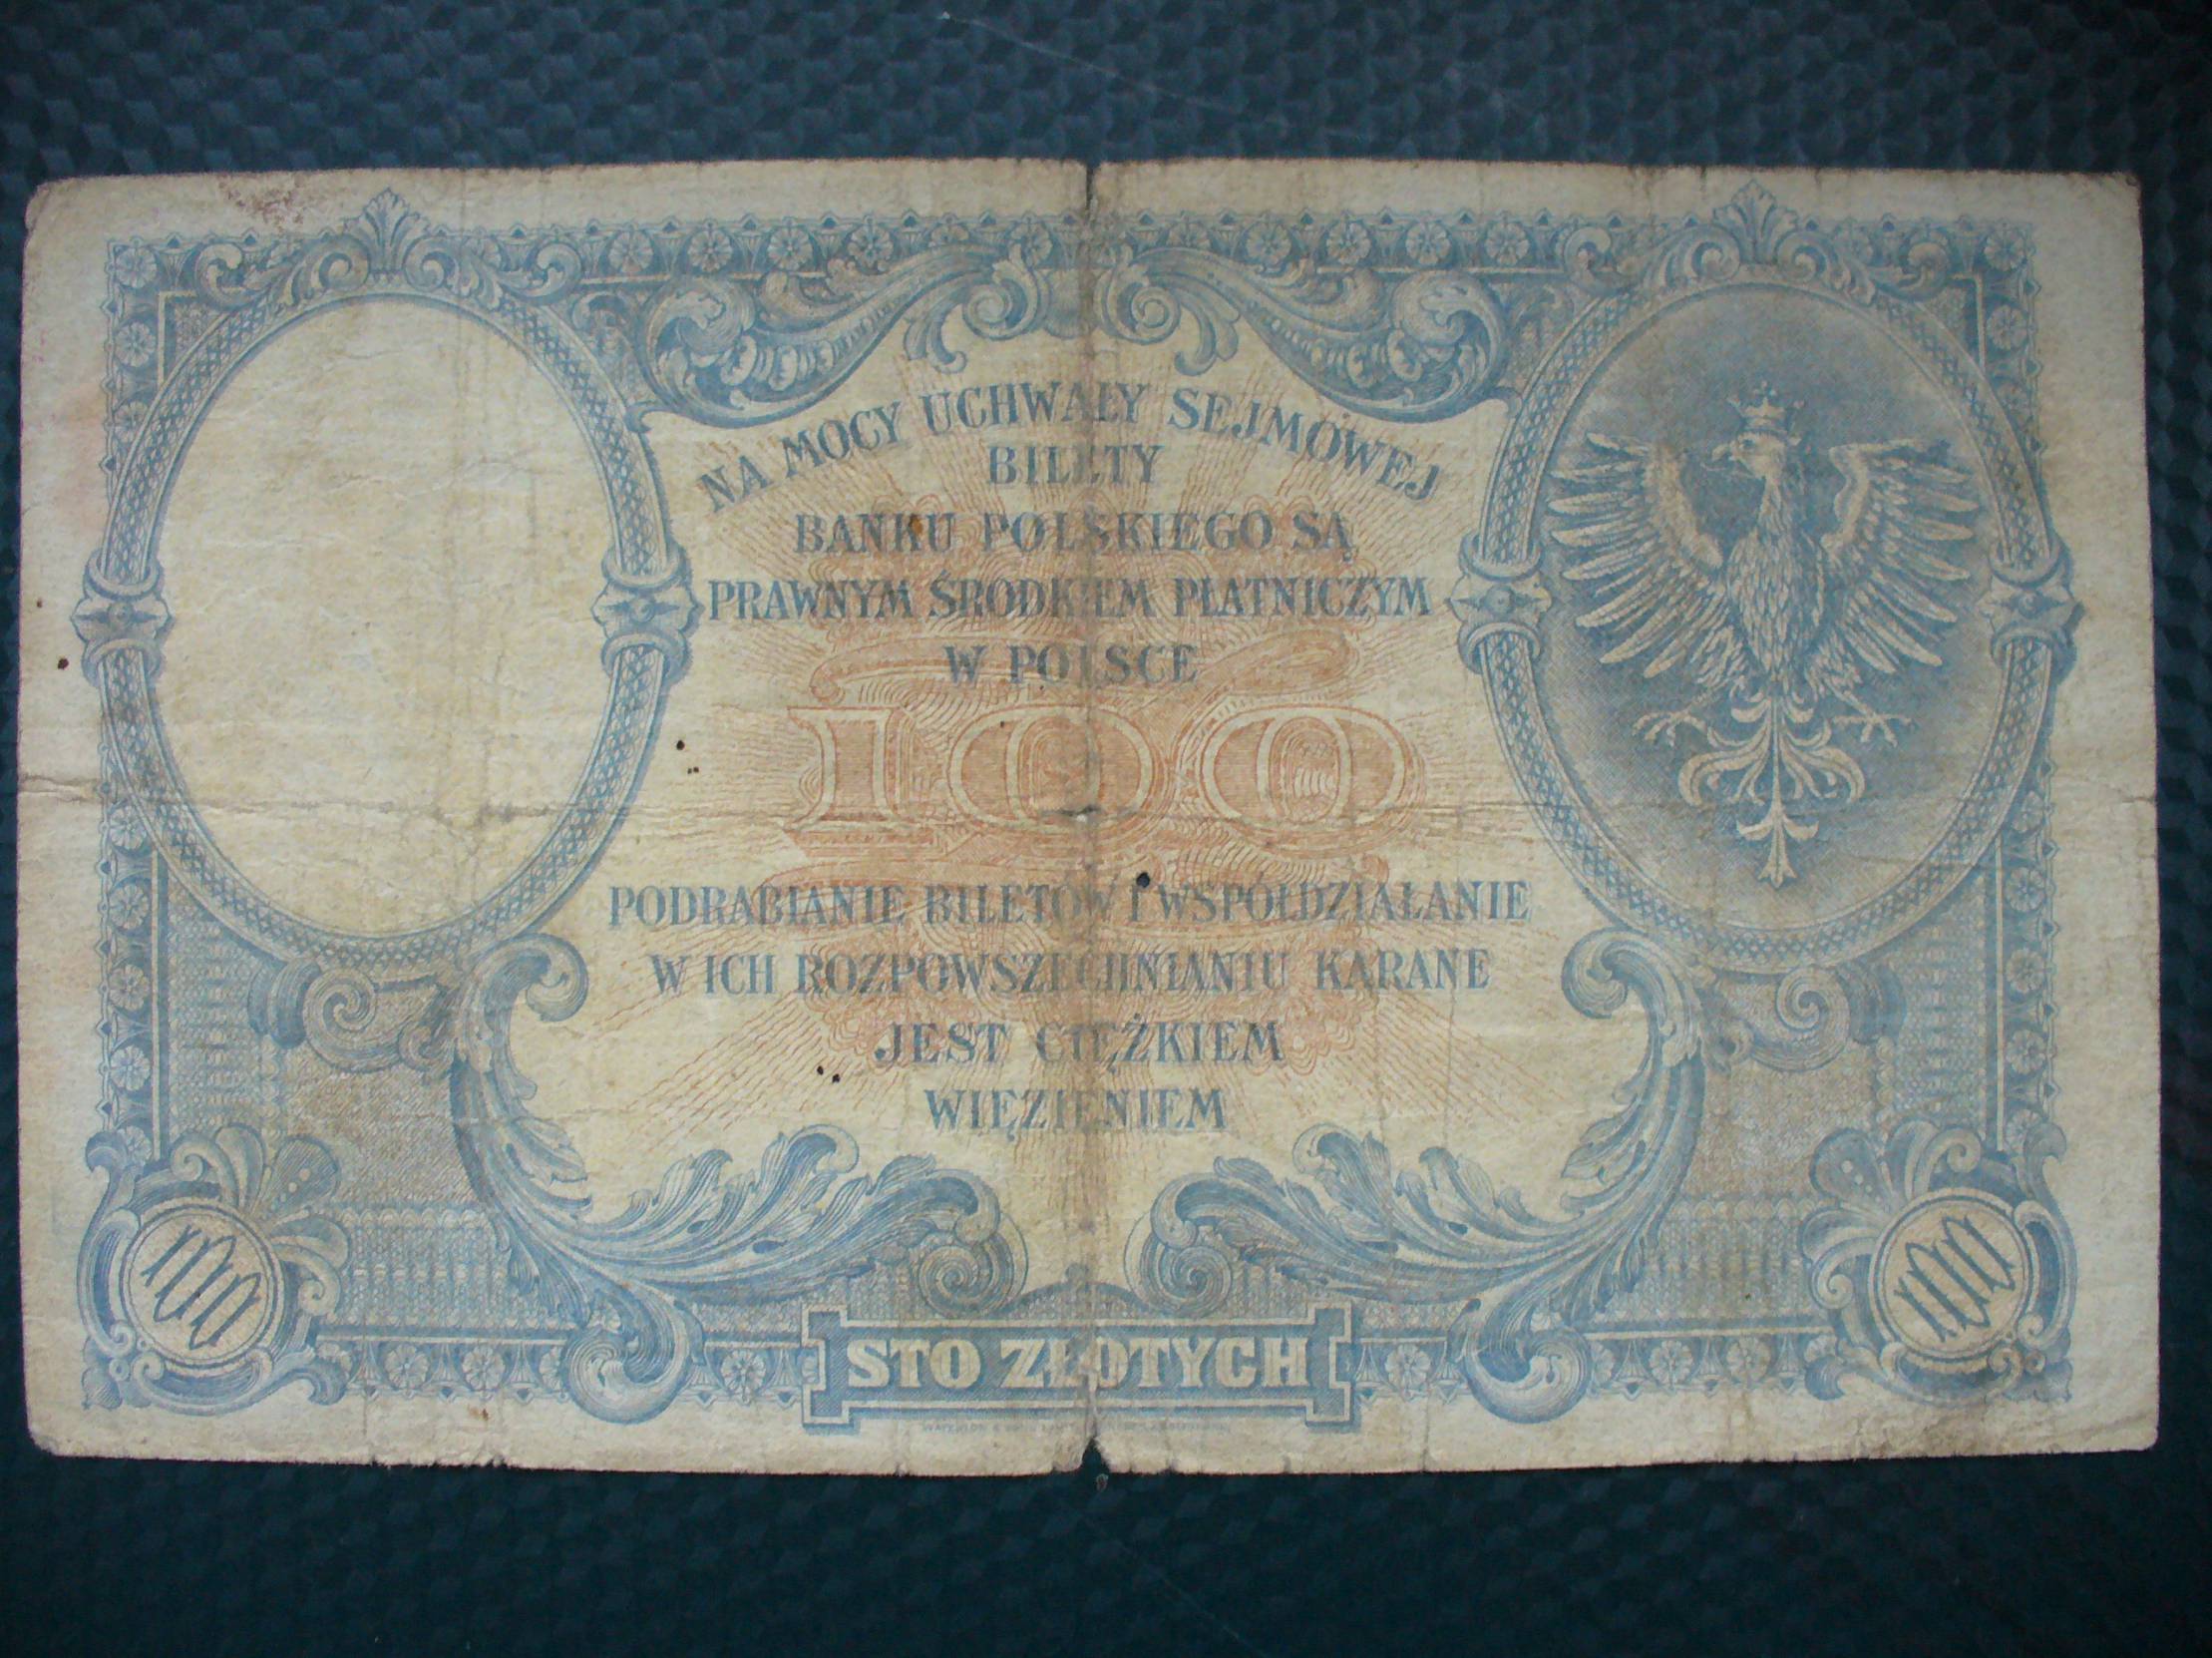 NA MOCY UCHWAŁY SEJMOWEJ
BILETY
BANKU POLSKIEGO SĄ
PRAWNYM ŚRODKIEM PŁATNICZYM
W POLSCE
100
PODRABIANIE BILETÓW I WSPÓŁDZIAŁANIE
W ICH ROZPOWSZECHNIANIU KARANE
JEST CIĘŻKIEM
WIĘZIENIEM
100
100
STO ZŁOTYCH